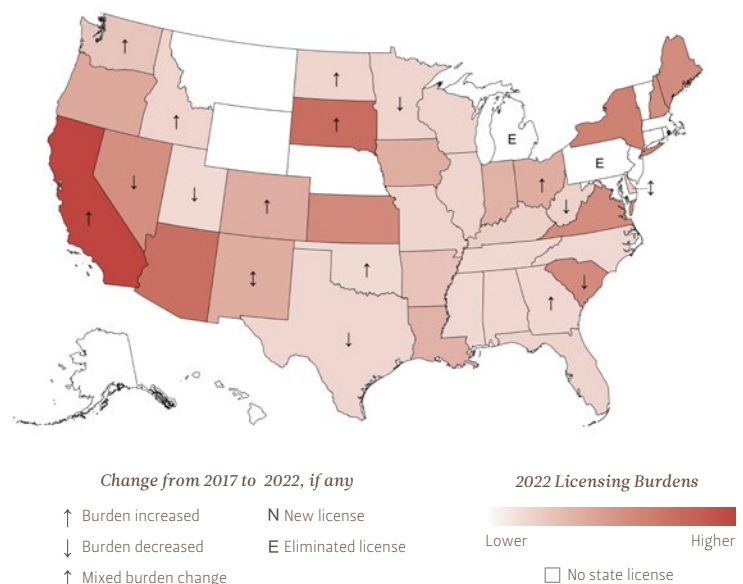 E
E
Change from 2017 to 2022, if any
2022 Licensing Burdens
↑ Burden increased
N New license
↓ Burden decreased
E Eliminated license
Lower
Higher
↑ Mixed burden change
No state license